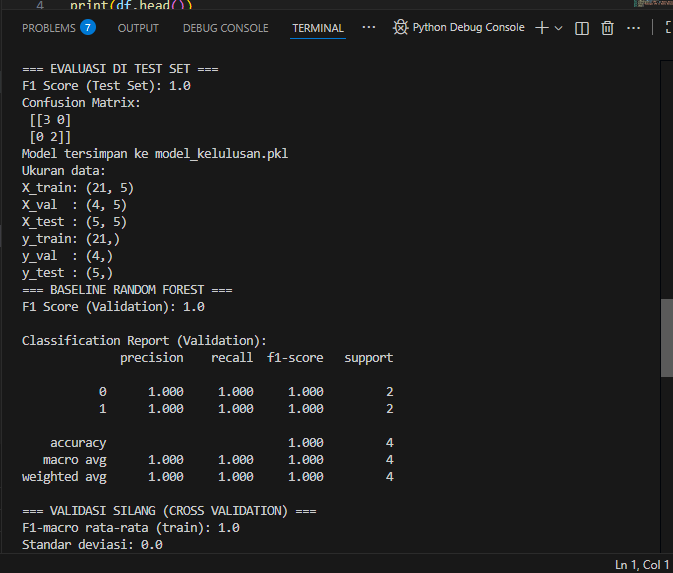 4 print(df.head())
PROBLEMS 7 OUTPUT DEBUG CONSOLE TERMINAL ... Python Debug Console ...
=== EVALUASI DI TEST SET ===
F1 Score (Test Set): 1.0
Confusion Matrix:
[[3 0]
[0 2]]
Model tersimpan ke model_kelulusan.pkl
Ukuran data:
X_train: (21, 5)
X_val  : (4, 5)
X_test : (5, 5)
y_train: (21,)
y_val  : (4,)
y_test : (5,)
=== BASELINE RANDOM FOREST ===
F1 Score (Validation): 1.0
Classification Report (Validation):
precision recall f1-score support
0 1.000 1.000 1.000 2
1 1.000 1.000 1.000 2
accuracy 1.000 4
macro avg 1.000 1.000 1.000 4
weighted avg 1.000 1.000 1.000 4
=== VALIDASI SILANG (CROSS VALIDATION) ===
F1-macro rata-rata (train): 1.0
Standar deviasi: 0.0
Ln 1, Col 1